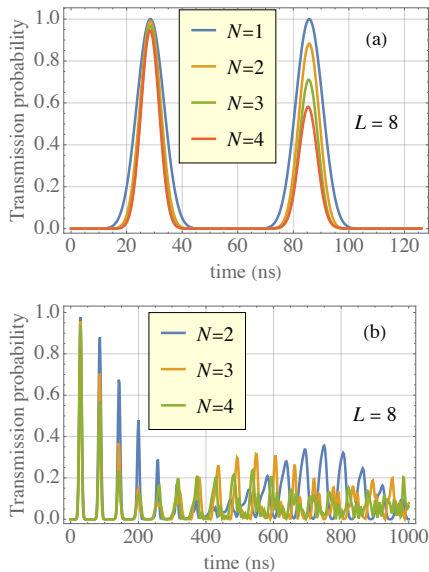 1.0
0.8
0.6
0.4
0.2
0.0
Transmission probability
N=1
N=2
N=3
N=4
(a)
L = 8
0 20 40 60 80 100 120
time (ns)
1.0
0.8
0.6
0.4
0.2
0.0
Transmission probability
N=2
N=3
N=4
(b)
L = 8
0 200 400 600 800 1000
time (ns)